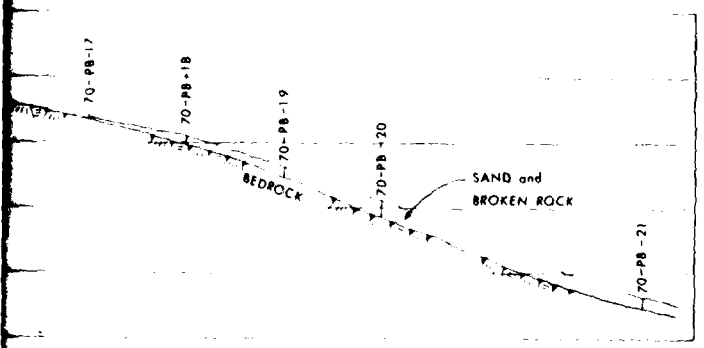 70-PB-17
70-PB-18
70-PB-19
70-PB-20
70-PB-21
BEDROCK
SAND and
BROKEN ROCK